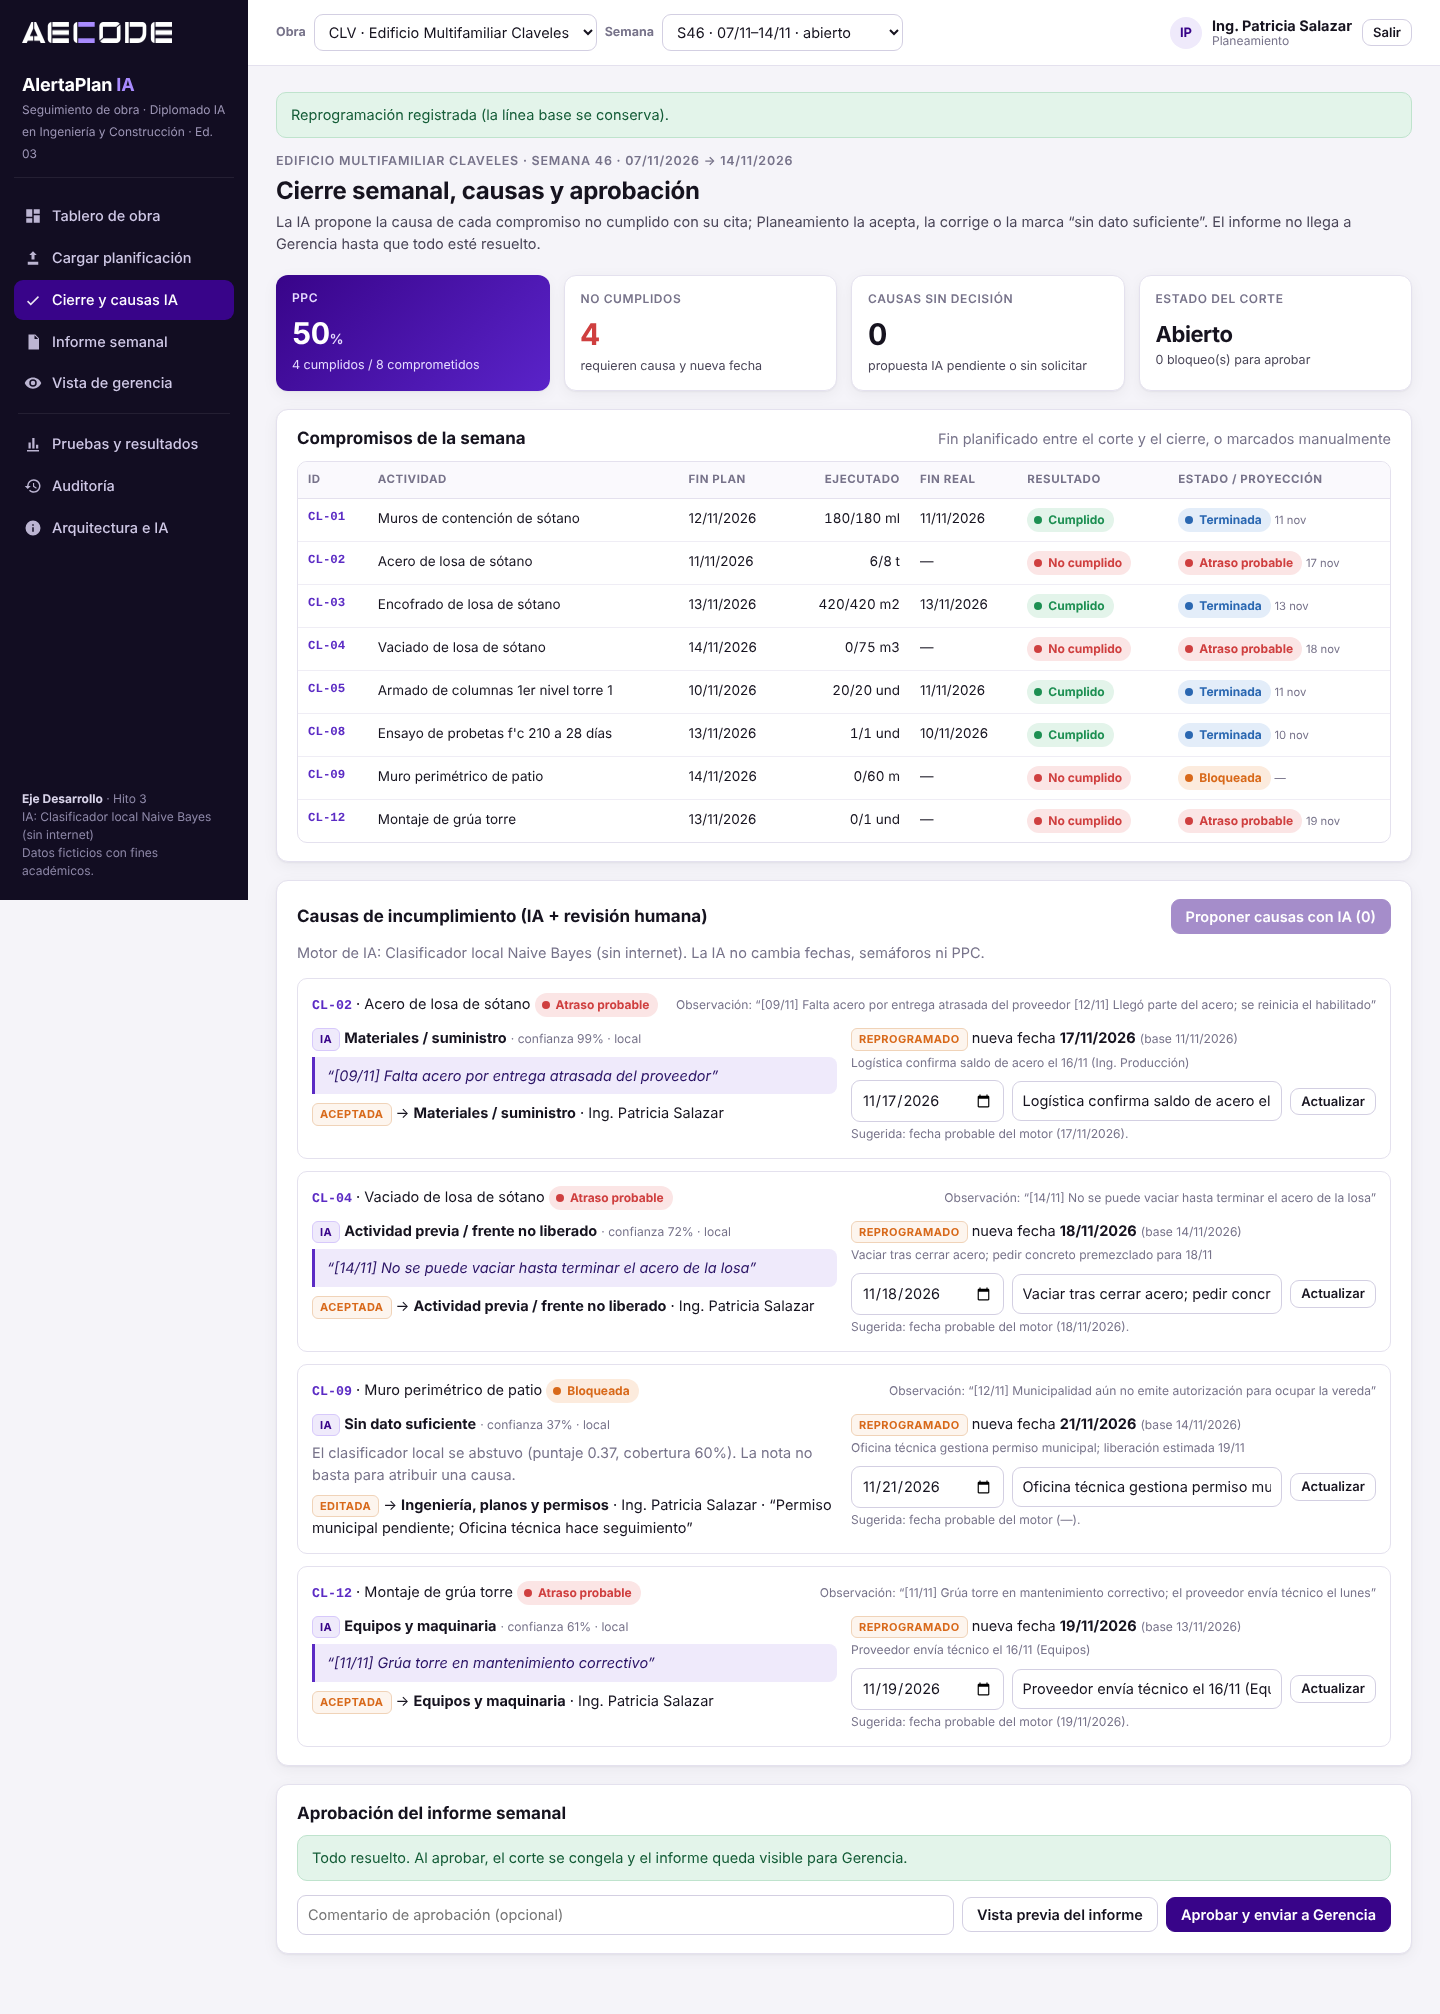 AECODE
AlertaPlan IA
Seguimiento de obra · Diplomado IA
en Ingeniería y Construcción · Ed.
03
Tablero de obra
Cargar planificación
Cierre y causas IA
Informe semanal
Vista de gerencia
Pruebas y resultados
Auditoría
Arquitectura e IA
Eje Desarrollo · Hito 3
IA: Clasificador local Naive Bayes
(sin internet)
Datos ficticios con fines
académicos.
Obra CLV · Edificio Multifamiliar Claveles Semana S46 · 07/11–14/11 · abierto
IP Ing. Patricia Salazar
Planeamiento
Salir
Reprogramación registrada (la línea base se conserva).
EDIFICIO MULTIFAMILIAR CLAVELES · SEMANA 46 · 07/11/2026 → 14/11/2026
Cierre semanal, causas y aprobación
La IA propone la causa de cada compromiso no cumplido con su cita; Planeamiento la acepta, la corrige o la marca “sin dato suficiente”. El informe no llega a
Gerencia hasta que todo esté resuelto.
PPC
50%
4 cumplidos / 8 comprometidos
NO CUMPLIDOS
4
requieren causa y nueva fecha
CAUSAS SIN DECISIÓN
0
propuesta IA pendiente o sin solicitar
ESTADO DEL CORTE
Abierto
0 bloqueo(s) para aprobar
Compromisos de la semana Fin planificado entre el corte y el cierre, o marcados manualmente
ID ACTIVIDAD FIN PLAN EJECUTADO FIN REAL RESULTADO ESTADO / PROYECCIÓN
CL-01 Muros de contención de sótano 12/11/2026 180/180 ml 11/11/2026 Cumplido Terminada 11 nov
CL-02 Acero de losa de sótano 11/11/2026 6/8 t — No cumplido Atraso probable 17 nov
CL-03 Encofrado de losa de sótano 13/11/2026 420/420 m2 13/11/2026 Cumplido Terminada 13 nov
CL-04 Vaciado de losa de sótano 14/11/2026 0/75 m3 — No cumplido Atraso probable 18 nov
CL-05 Armado de columnas 1er nivel torre 1 10/11/2026 20/20 und 11/11/2026 Cumplido Terminada 11 nov
CL-08 Ensayo de probetas f'c 210 a 28 días 13/11/2026 1/1 und 10/11/2026 Cumplido Terminada 10 nov
CL-09 Muro perimétrico de patio 14/11/2026 0/60 m — No cumplido Bloqueada —
CL-12 Montaje de grúa torre 13/11/2026 0/1 und — No cumplido Atraso probable 19 nov
Causas de incumplimiento (IA + revisión humana) Proponer causas con IA (0)
Motor de IA: Clasificador local Naive Bayes (sin internet). La IA no cambia fechas, semáforos ni PPC.
CL-02 · Acero de losa de sótano Atraso probable Observación: “[09/11] Falta acero por entrega atrasada del proveedor [12/11] Llegó parte del acero; se reinicia el habilitado”
IA Materiales / suministro · confianza 99% · local
“[09/11] Falta acero por entrega atrasada del proveedor”
ACEPTADA → Materiales / suministro · Ing. Patricia Salazar
REPROGRAMADO nueva fecha 17/11/2026 (base 11/11/2026)
Logística confirma saldo de acero el 16/11 (Ing. Producción)
11/17/2026 Logística confirma saldo de acero el Actualizar
Sugerida: fecha probable del motor (17/11/2026).
CL-04 · Vaciado de losa de sótano Atraso probable Observación: “[14/11] No se puede vaciar hasta terminar el acero de la losa”
IA Actividad previa / frente no liberado · confianza 72% · local
“[14/11] No se puede vaciar hasta terminar el acero de la losa”
ACEPTADA → Actividad previa / frente no liberado · Ing. Patricia Salazar
REPROGRAMADO nueva fecha 18/11/2026 (base 14/11/2026)
Vaciar tras cerrar acero; pedir concreto premezclado para 18/11
11/18/2026 Vaciar tras cerrar acero; pedir concr Actualizar
Sugerida: fecha probable del motor (18/11/2026).
CL-09 · Muro perimétrico de patio Bloqueada Observación: “[12/11] Municipalidad aún no emite autorización para ocupar la vereda”
IA Sin dato suficiente · confianza 37% · local
El clasificador local se abstuvo (puntaje 0.37, cobertura 60%). La nota no
basta para atribuir una causa.
EDITADA → Ingeniería, planos y permisos · Ing. Patricia Salazar · “Permiso
municipal pendiente; Oficina técnica hace seguimiento”
REPROGRAMADO nueva fecha 21/11/2026 (base 14/11/2026)
Oficina técnica gestiona permiso municipal; liberación estimada 19/11
11/21/2026 Oficina técnica gestiona permiso mu Actualizar
Sugerida: fecha probable del motor (—).
CL-12 · Montaje de grúa torre Atraso probable Observación: “[11/11] Grúa torre en mantenimiento correctivo; el proveedor envía técnico el lunes”
IA Equipos y maquinaria · confianza 61% · local
“[11/11] Grúa torre en mantenimiento correctivo”
ACEPTADA → Equipos y maquinaria · Ing. Patricia Salazar
REPROGRAMADO nueva fecha 19/11/2026 (base 13/11/2026)
Proveedor envía técnico el 16/11 (Equipos)
11/19/2026 Proveedor envía técnico el 16/11 (Equ Actualizar
Sugerida: fecha probable del motor (19/11/2026).
Aprobación del informe semanal
Todo resuelto. Al aprobar, el corte se congela y el informe queda visible para Gerencia.
Comentario de aprobación (opcional) Vista previa del informe Aprobar y enviar a Gerencia